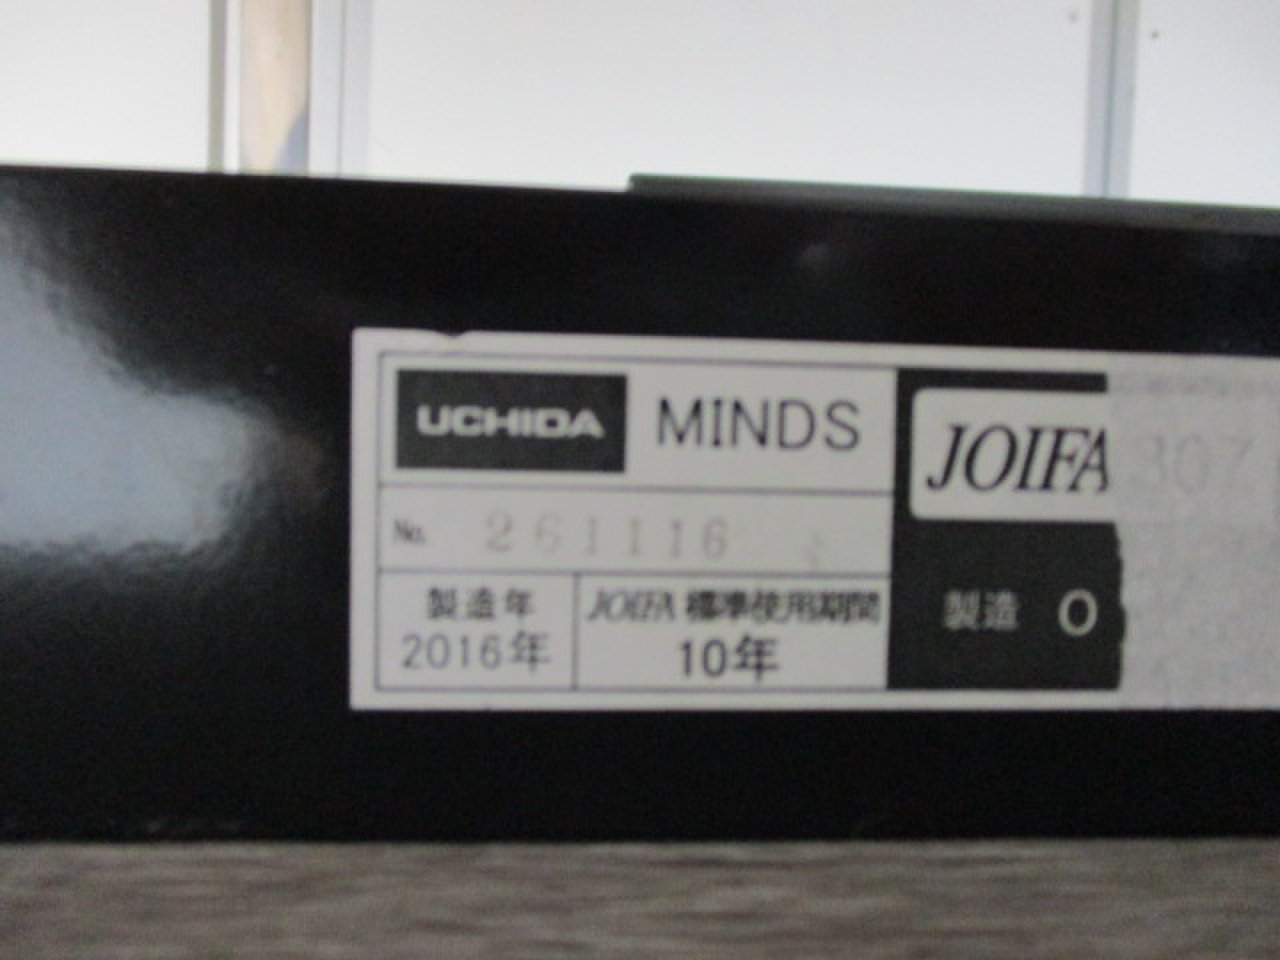 UCHIDA MINDS
No. 261116
製造年
2016年
JOIFA 標準使用期間
10年
JOIFA 307
製造 O